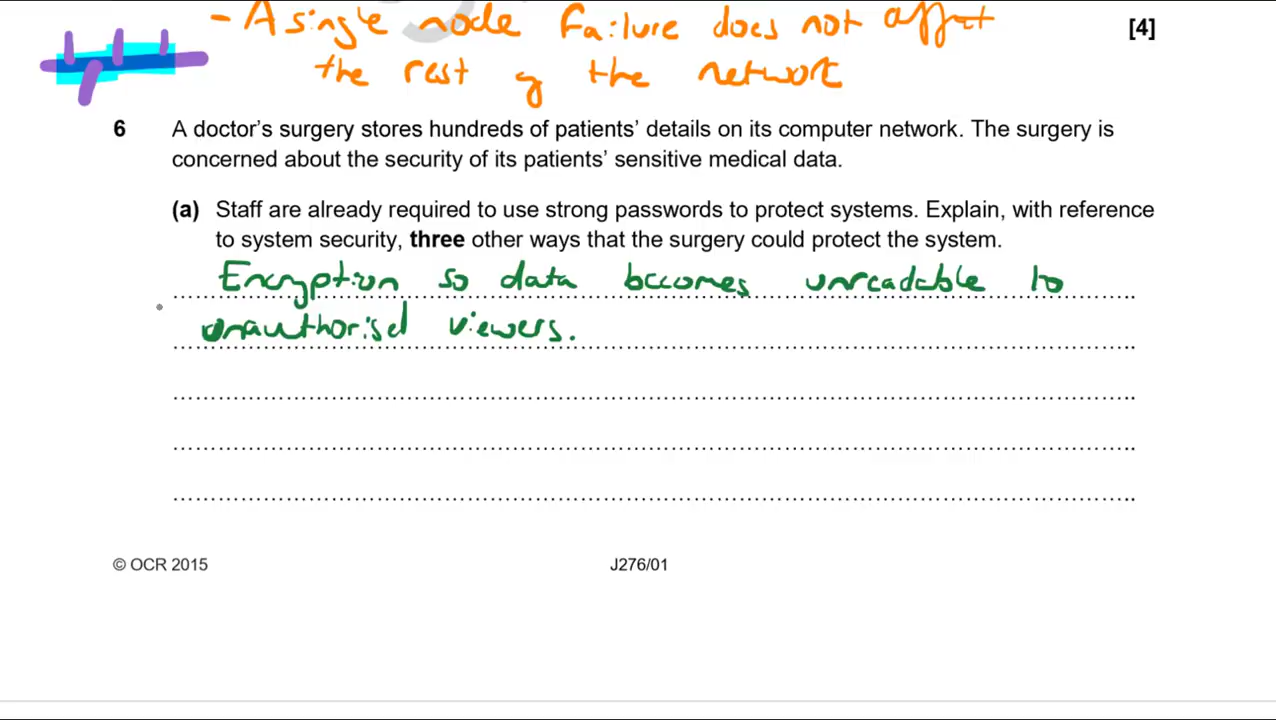 - A single node failure does not affect
the rest of the network
[4]
6 A doctor's surgery stores hundreds of patients' details on its computer network. The surgery is
concerned about the security of its patients' sensitive medical data.
(a) Staff are already required to use strong passwords to protect systems. Explain, with reference
to system security, three other ways that the surgery could protect the system.
Encryption so data becomes unreadable to
unauthorised viewers.
© OCR 2015 J276/01